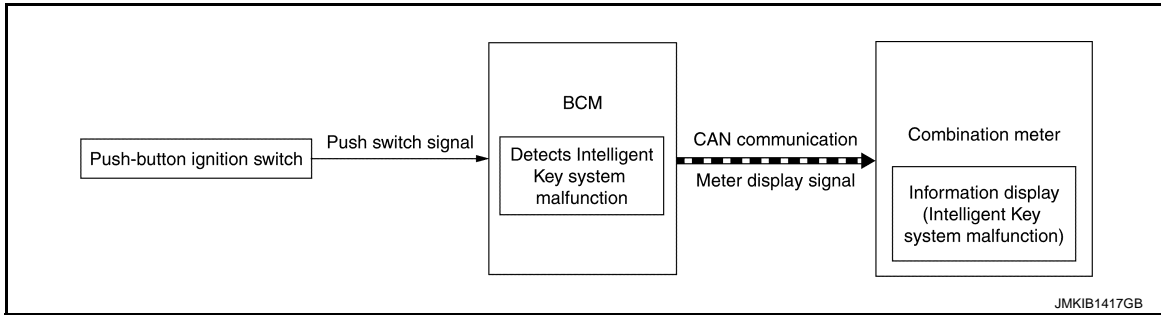 Push-button ignition switch
Push switch signal
BCM
Detects Intelligent
Key system
malfunction
CAN communication
Meter display signal
Combination meter
Information display
(Intelligent Key
system malfunction)
JMKIB1417GB